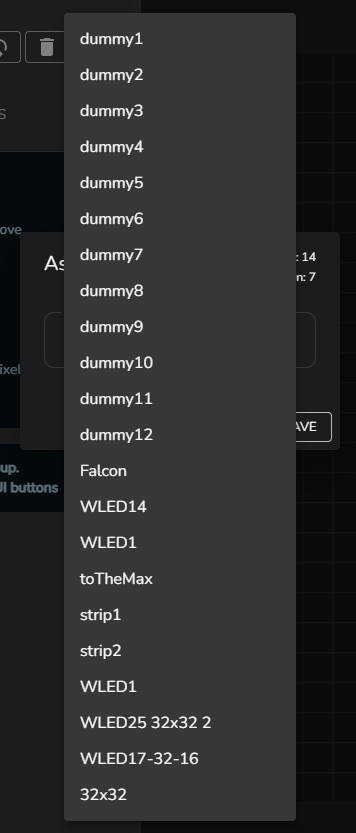 dummy1
dummy2
dummy3
dummy4
dummy5
dummy6
dummy7
dummy8
dummy9
dummy10
dummy11
dummy12
Falcon
WLED14
WLED1
toTheMax
strip1
strip2
WLED1
WLED25 32x32 2
WLED17-32-16
32x32
As
: 14
n: 7
AVE
s
ove
ixel
up.
UI buttons